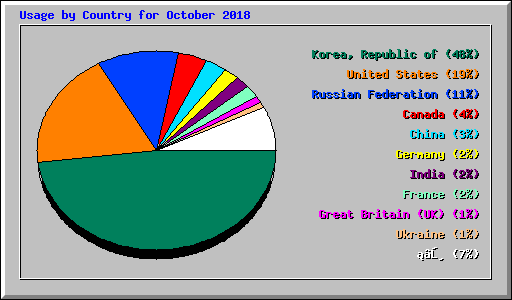 Usage by Country for October 2018
Korea, Republic of (48%)
United States (19%)
Russian Federation (11%)
Canada (4%)
China (3%)
Germany (2%)
India (2%)
France (2%)
Great Britain (UK) (1%)
Ukraine (1%)
(7%)